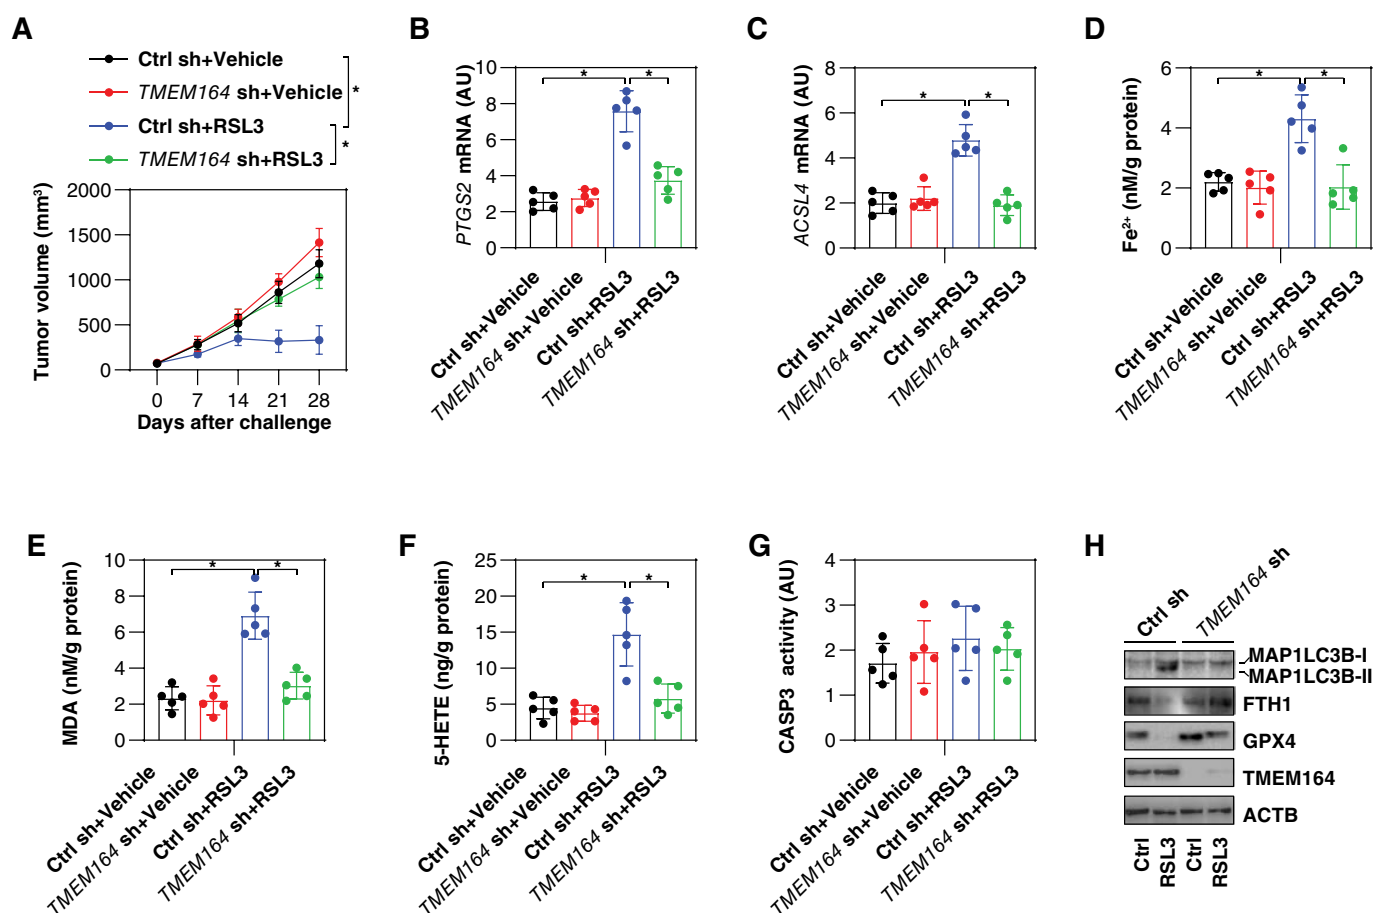 A
Ctrl sh+Vehicle
TMEM164 sh+Vehicle
Ctrl sh+RSL3
TMEM164 sh+RSL3
*
*
Tumor volume (mm³)
2000
1500
1000
500
0
0 7 14 21 28
Days after challenge
B
PTGS2 mRNA (AU)
10
8
6
4
2
0
* *
Ctrl sh+Vehicle
TMEM164 sh+Vehicle
Ctrl sh+RSL3
TMEM164 sh+RSL3
C
ACSL4 mRNA (AU)
8
6
4
2
0
* *
Ctrl sh+Vehicle
TMEM164 sh+Vehicle
Ctrl sh+RSL3
TMEM164 sh+RSL3
D
Fe²⁺ (nM/g protein)
6
4
2
0
* *
Ctrl sh+Vehicle
TMEM164 sh+Vehicle
Ctrl sh+RSL3
TMEM164 sh+RSL3
E
MDA (nM/g protein)
10
8
6
4
2
0
* *
Ctrl sh+Vehicle
TMEM164 sh+Vehicle
Ctrl sh+RSL3
TMEM164 sh+RSL3
F
5-HETE (ng/g protein)
25
20
15
10
5
0
* *
Ctrl sh+Vehicle
TMEM164 sh+Vehicle
Ctrl sh+RSL3
TMEM164 sh+RSL3
G
CASP3 activity (AU)
4
3
2
1
0
Ctrl sh+Vehicle
TMEM164 sh+Vehicle
Ctrl sh+RSL3
TMEM164 sh+RSL3
H
Ctrl sh
TMEM164 sh
MAP1LC3B-I
MAP1LC3B-II
FTH1
GPX4
TMEM164
ACTB
Ctrl
RSL3
Ctrl
RSL3